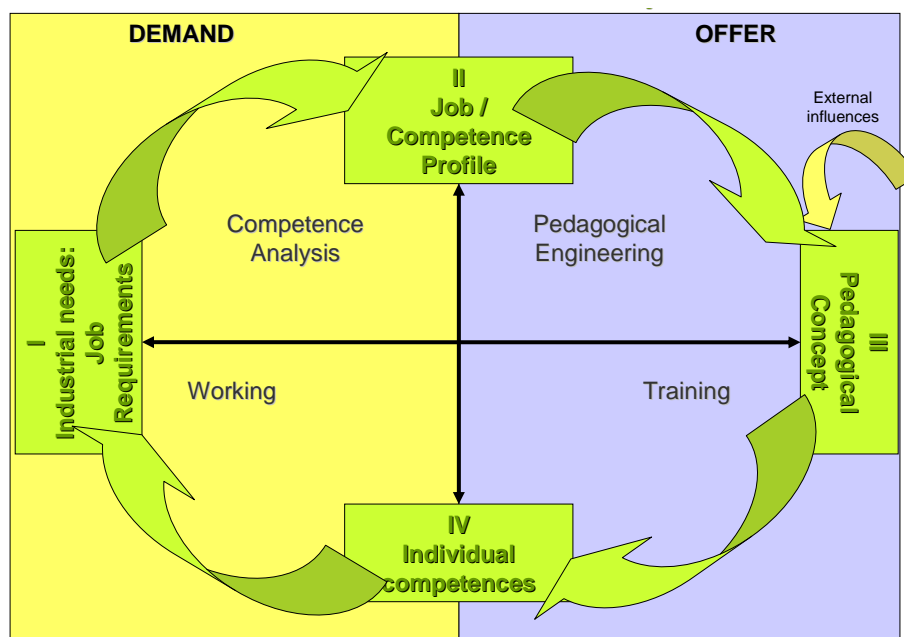 DEMAND
OFFER
II
Job /
Competence
Profile
External
influences
Competence
Analysis
Pedagogical
Engineering
I
Industrial needs:
Job
Requirements
III
Pedagogical
Concept
Working
Training
IV
Individual
competences